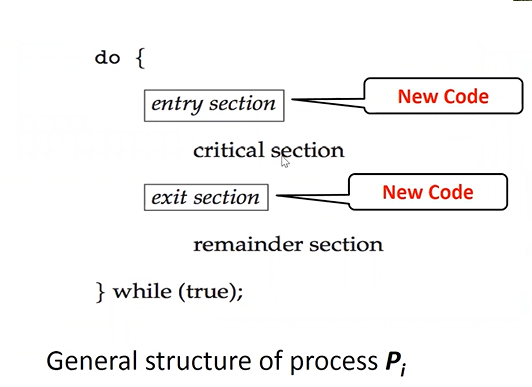 do {
entry section
New Code
critical section
exit section
New Code
remainder section
} while (true);
General structure of process Pi